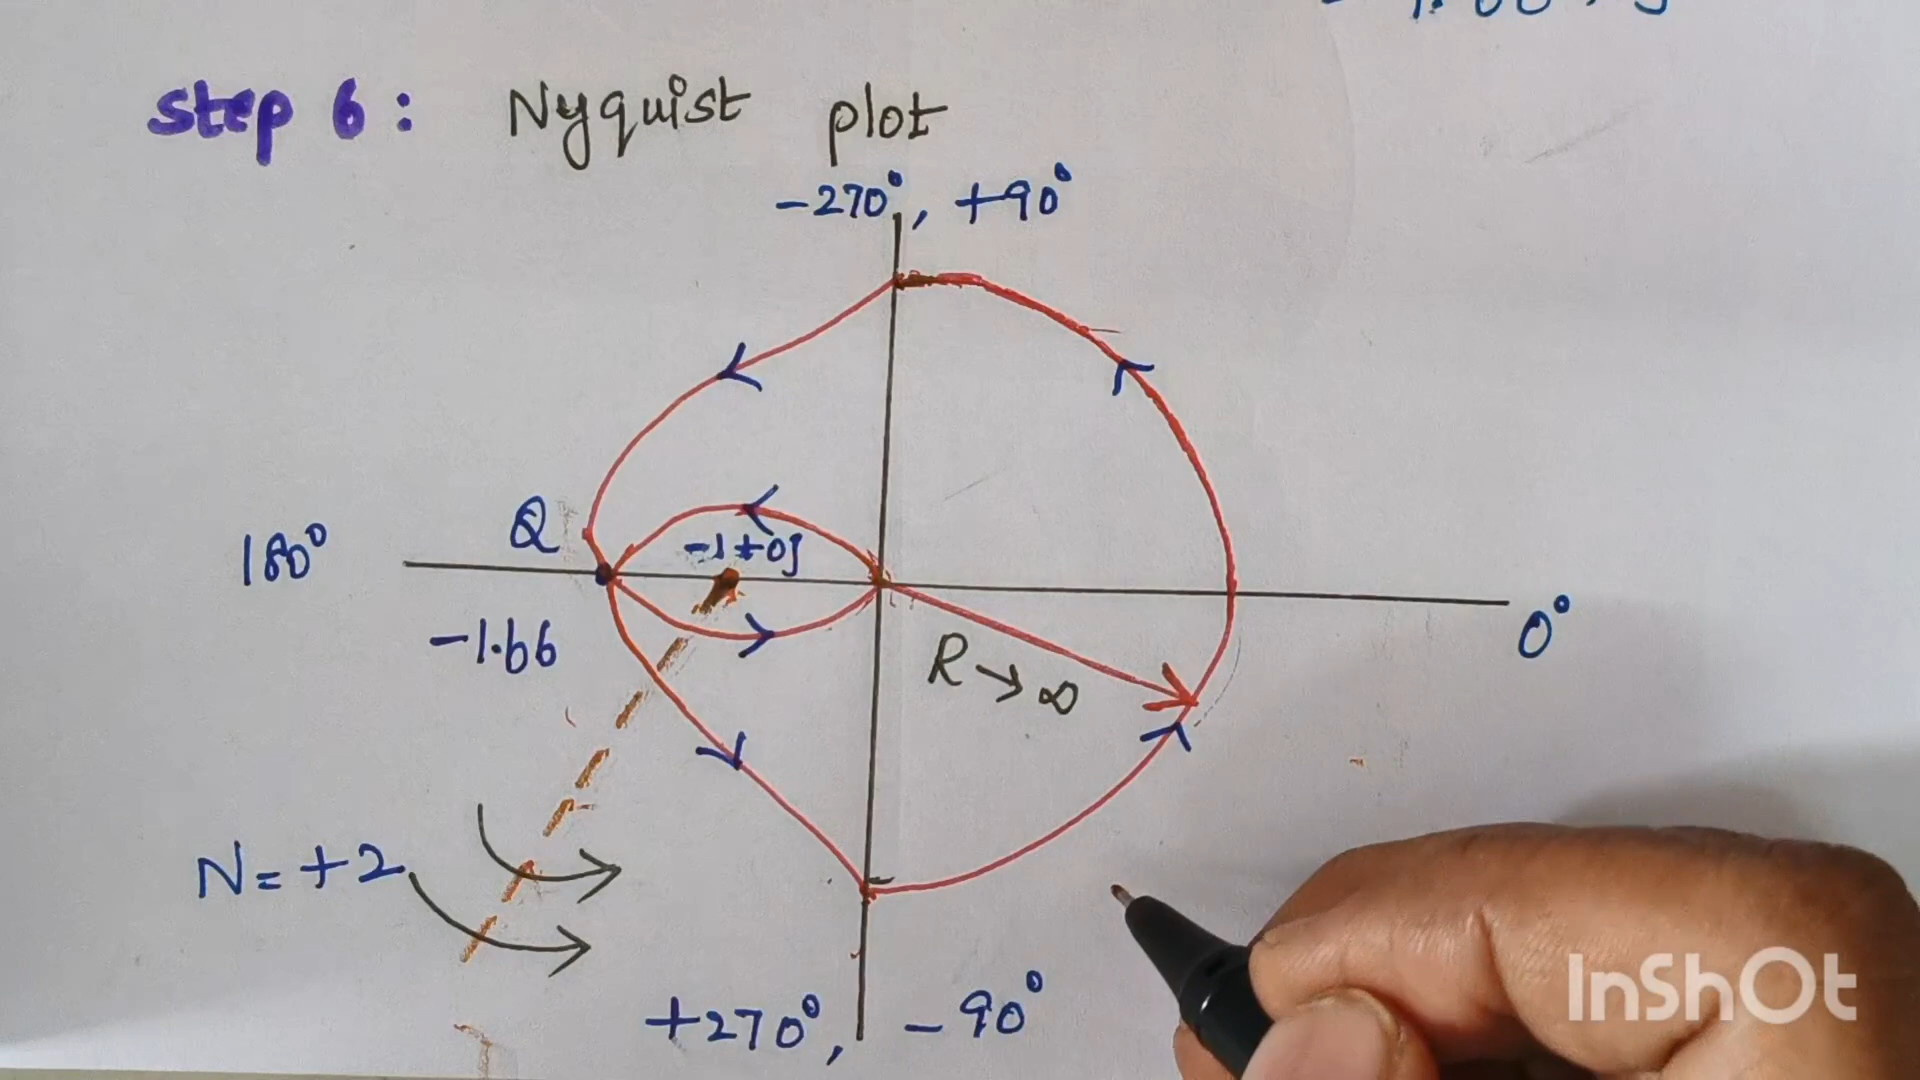 step 6: Nyquist plot
-270°, +90°
Q
-1+0j
180°
-1.66
R → ∞
0°
N = +2
+270°, -90°
InShOt